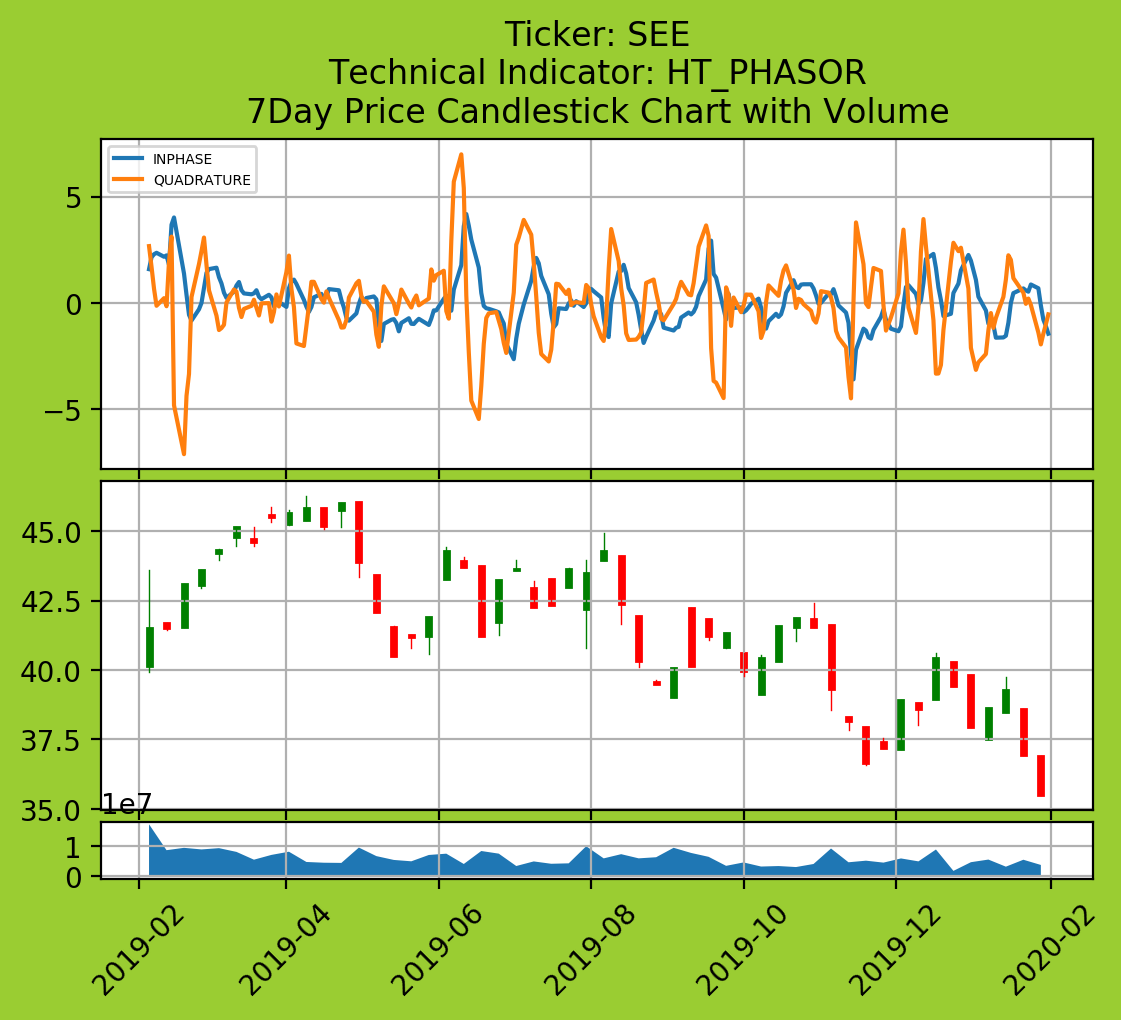 Ticker: SEE
Technical Indicator: HT_PHASOR
7Day Price Candlestick Chart with Volume
INPHASE
QUADRATURE
5
0
−5
45.0
42.5
40.0
37.5
35.0
1e7
1
0
2019-02
2019-04
2019-06
2019-08
2019-10
2019-12
2020-02